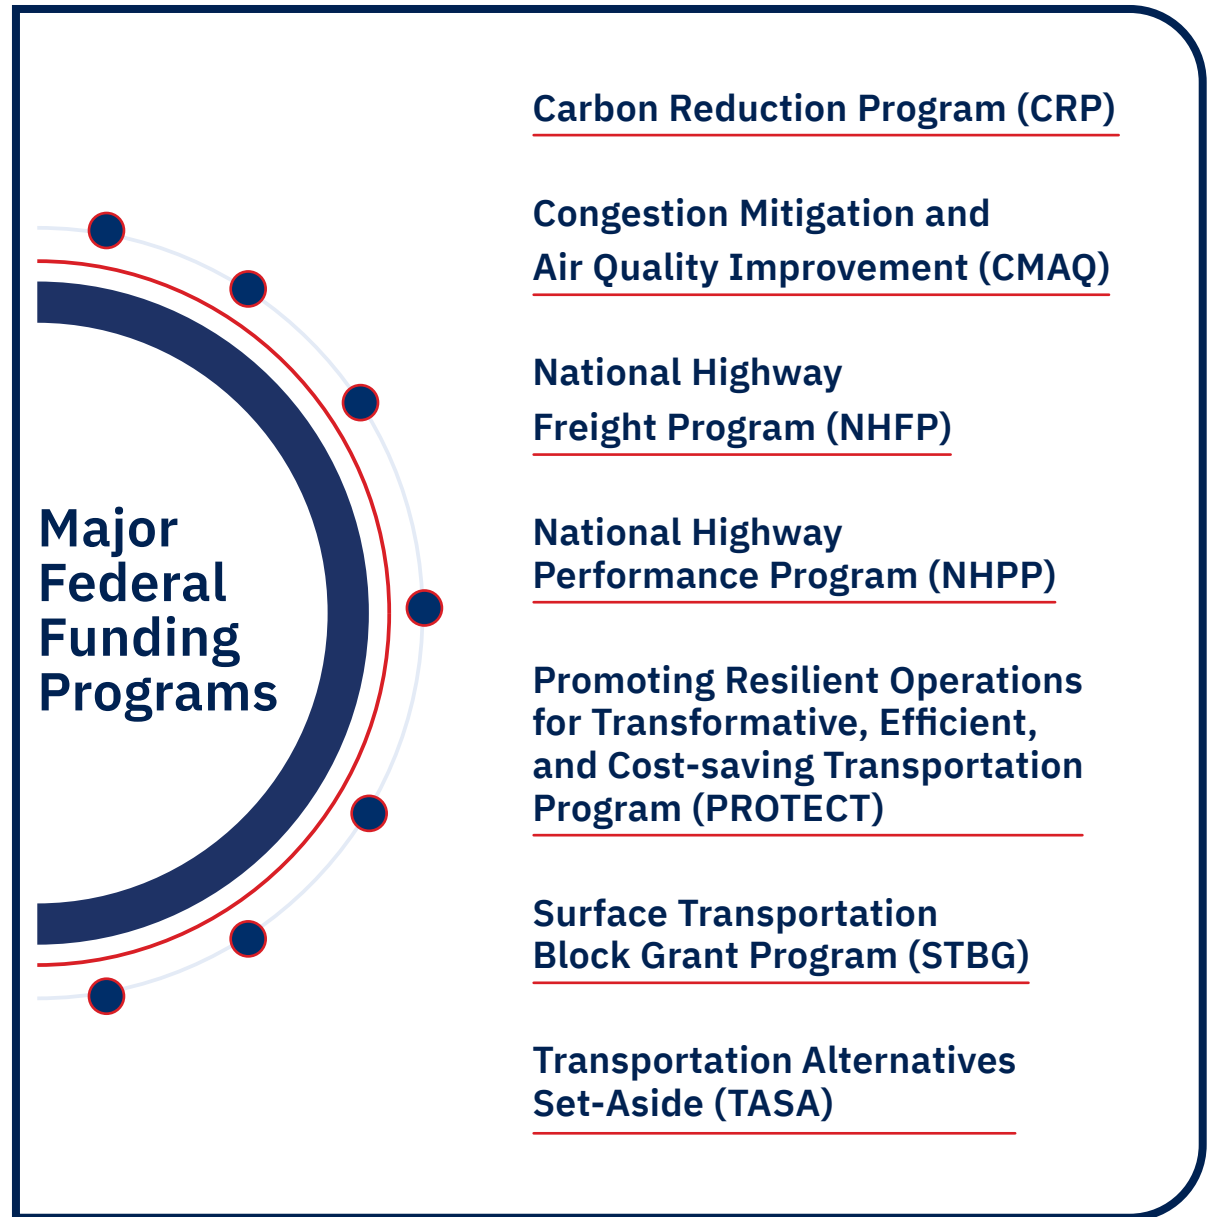 Major
Federal
Funding
Programs
Carbon Reduction Program (CRP)
Congestion Mitigation and
Air Quality Improvement (CMAQ)
National Highway
Freight Program (NHFP)
National Highway
Performance Program (NHPP)
Promoting Resilient Operations
for Transformative, Efficient,
and Cost-saving Transportation
Program (PROTECT)
Surface Transportation
Block Grant Program (STBG)
Transportation Alternatives
Set-Aside (TASA)